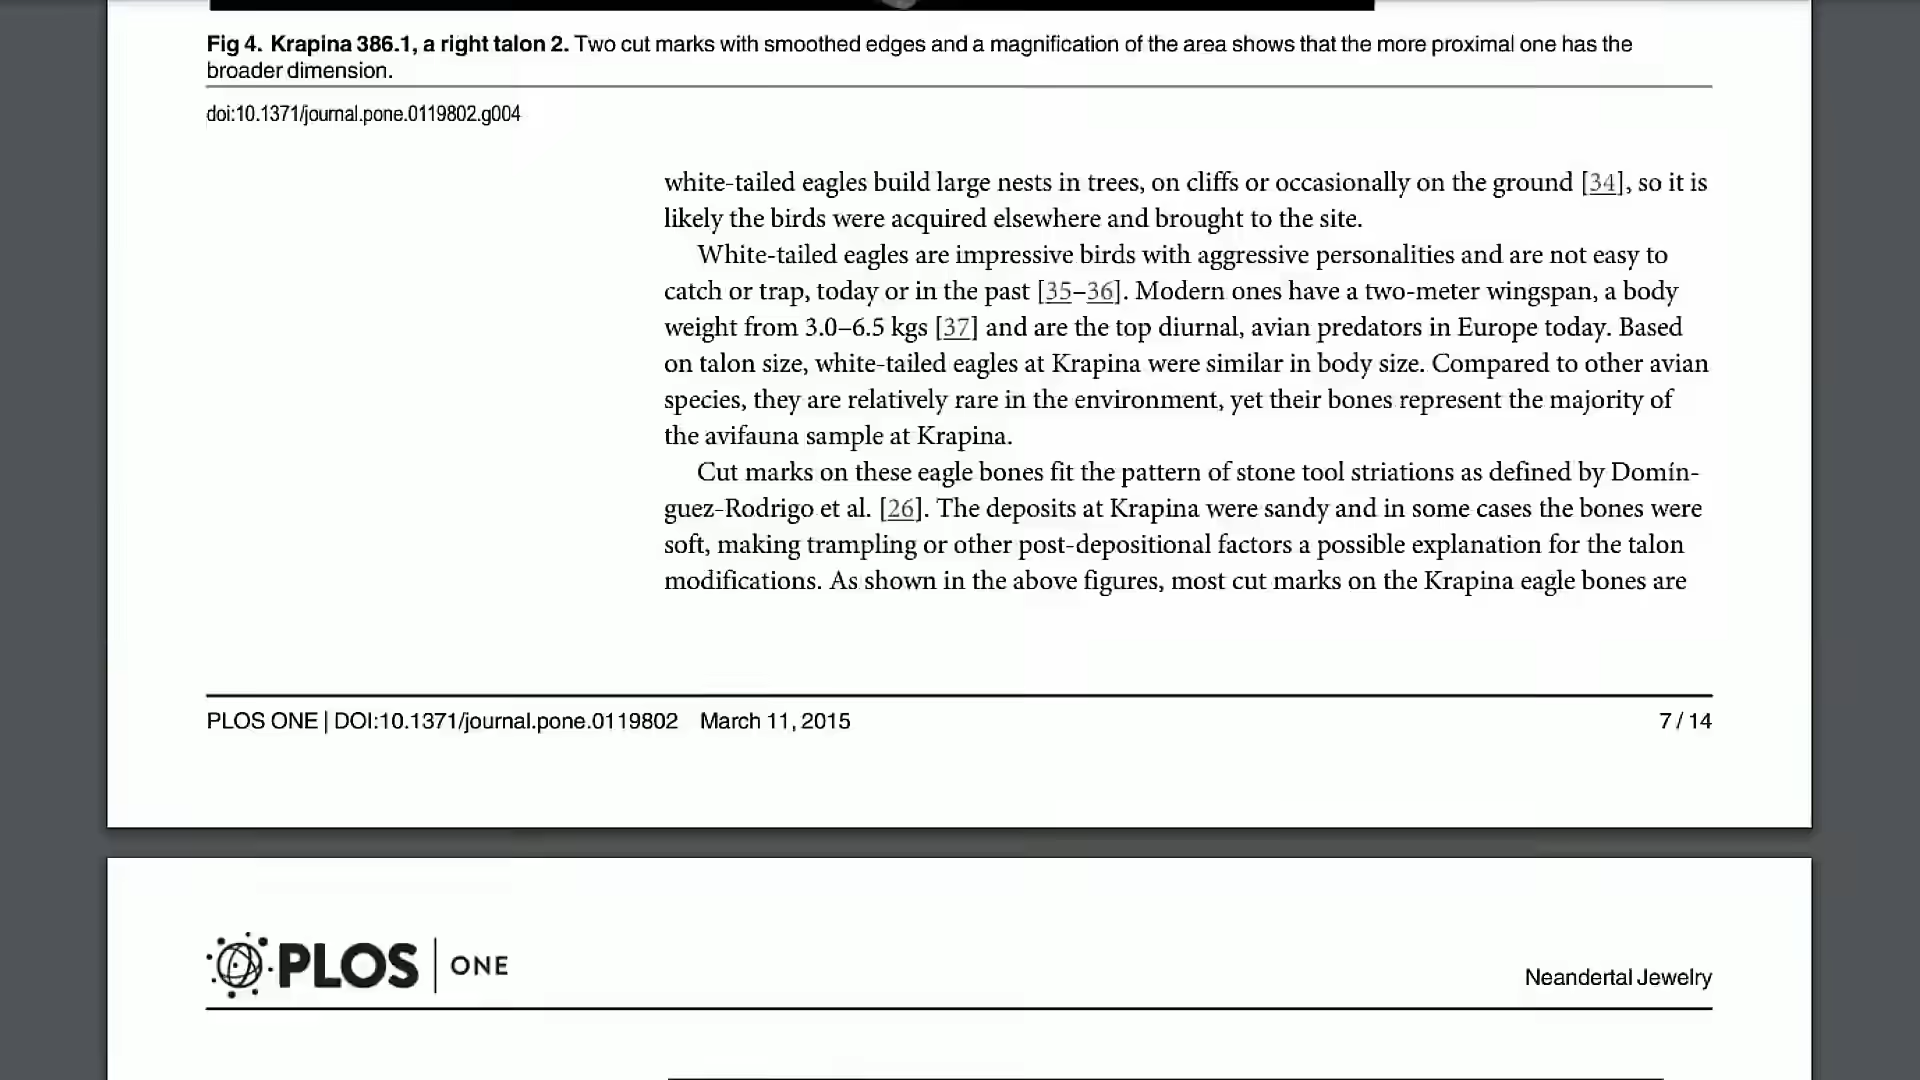 Fig 4. Krapina 386.1, a right talon 2. Two cut marks with smoothed edges and a magnification of the area shows that the more proximal one has the
broader dimension.
doi:10.1371/journal.pone.0119802.g004
white-tailed eagles build large nests in trees, on cliffs or occasionally on the ground [34], so it is
likely the birds were acquired elsewhere and brought to the site.
White-tailed eagles are impressive birds with aggressive personalities and are not easy to
catch or trap, today or in the past [35–36]. Modern ones have a two-meter wingspan, a body
weight from 3.0–6.5 kgs [37] and are the top diurnal, avian predators in Europe today. Based
on talon size, white-tailed eagles at Krapina were similar in body size. Compared to other avian
species, they are relatively rare in the environment, yet their bones represent the majority of
the avifauna sample at Krapina.
Cut marks on these eagle bones fit the pattern of stone tool striations as defined by Domín-
guez-Rodrigo et al. [26]. The deposits at Krapina were sandy and in some cases the bones were
soft, making trampling or other post-depositional factors a possible explanation for the talon
modifications. As shown in the above figures, most cut marks on the Krapina eagle bones are
PLOS ONE | DOI:10.1371/journal.pone.0119802 March 11, 2015 7 / 14
PLOS ONE
Neandertal Jewelry